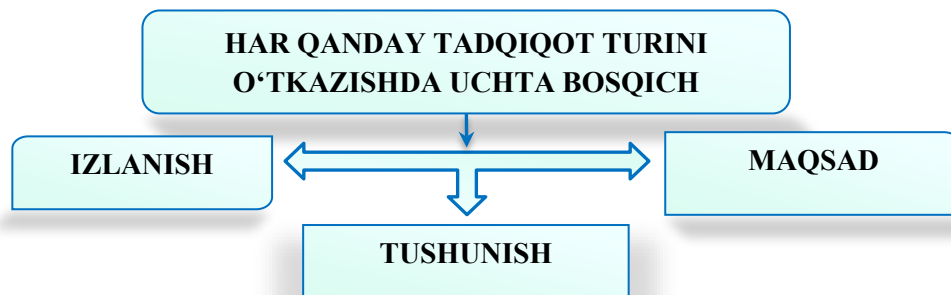 HAR QANDAY TADQIQOT TURINI
O‘TKAZISHDA UCHTA BOSQICH
IZLANISH
MAQSAD
TUSHUNISH